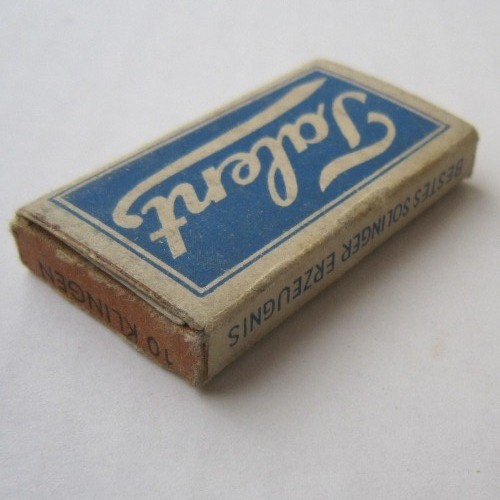 Talent
BESTES SOLINGER ERZEUGNIS
10 KLINGEN